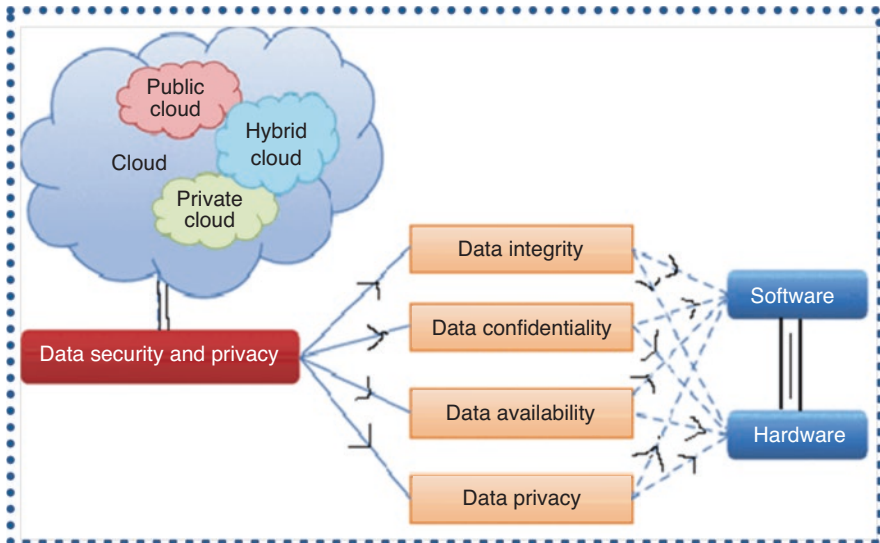 Public
cloud
Hybrid
cloud
Cloud
Private
cloud
Data integrity
Software
Data confidentiality
Data security and privacy
Data availability
Hardware
Data privacy